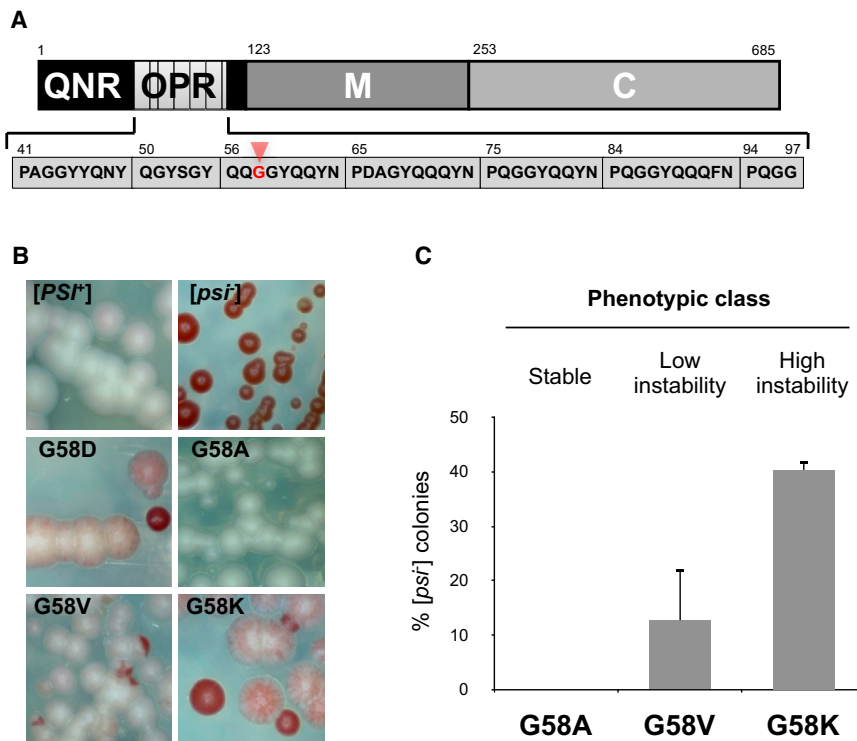 A
1 123 253 685
QNR OPR M C
41 50 56 65 75 84 94 97
PAGGYYQNY QGYSGY QQGGYQQYN PDAGYQQQYN PQGGYQQYN PQGGYQQQFN PQGG
B
[PSI⁺] [psi⁻]
G58D G58A
G58V G58K
C
Phenotypic class
Stable Low instability High instability
50
40
30
20
10
0
% [psi⁻] colonies
G58A G58V G58K